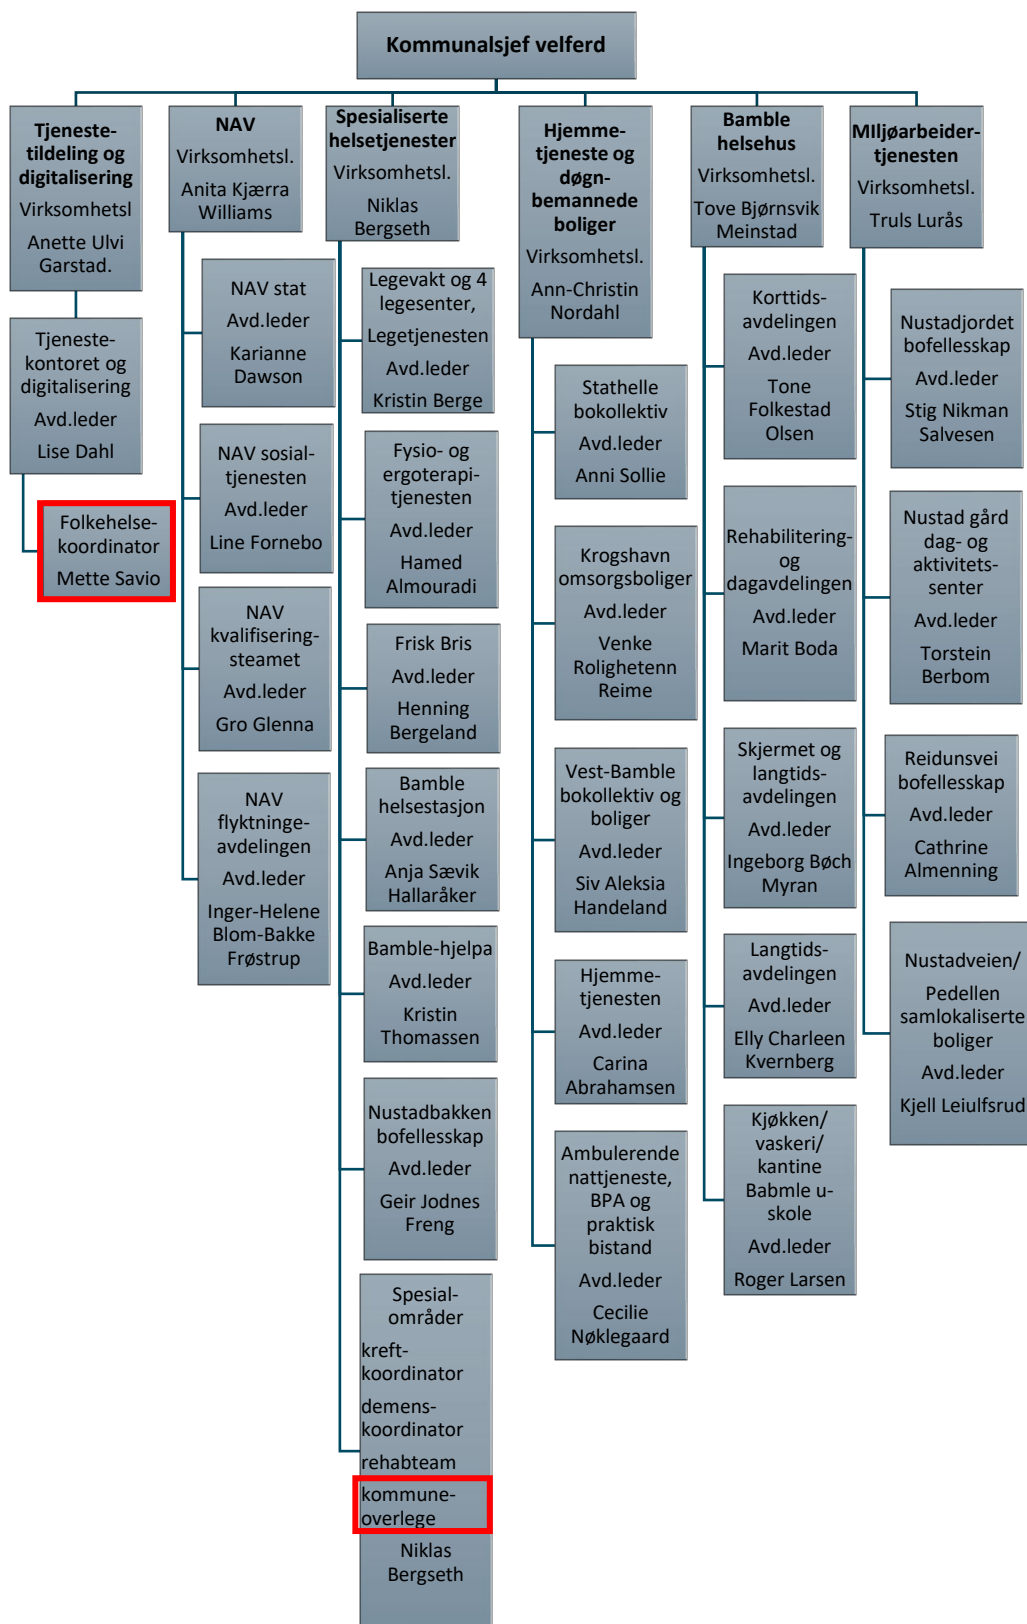 Kommunalsjef velferd
Tjeneste-
tildeling og
digitalisering
Virksomhetsl
Anette Ulvi
Garstad.
Tjeneste-
kontoret og
digitalisering
Avd.leder
Lise Dahl
Folkehelse-
koordinator
Mette Savio
NAV
Virksomhetsl.
Anita Kjærra
Williams
NAV stat
Avd.leder
Karianne
Dawson
NAV sosial-
tjenesten
Avd.leder
Line Fornebo
NAV
kvalifisering-
steamet
Avd.leder
Gro Glenna
NAV
flyktninge-
avdelingen
Avd.leder
Inger-Helene
Blom-Bakke
Frøstrup
Spesialiserte
helsetjenester
Virksomhetsl.
Niklas
Bergseth
Legevakt og 4
legesenter,
Legetjenesten
Avd.leder
Kristin Berge
Fysio- og
ergoterapi-
tjenesten
Avd.leder
Hamed
Almouradi
Frisk Bris
Avd.leder
Henning
Bergeland
Bamble
helsestasjon
Avd.leder
Anja Sævik
Hallaråker
Bamble-hjelpa
Avd.leder
Kristin
Thomassen
Nustadbakken
bofellesskap
Avd.leder
Geir Jodnes
Freng
Spesial-
områder
kreft-
koordinator
demens-
koordinator
rehabteam
kommune-
overlege
Niklas
Bergseth
Hjemme-
tjeneste og
døgn-
bemannede
boliger
Virksomhetsl.
Ann-Christin
Nordahl
Stathelle
bokollektiv
Avd.leder
Anni Sollie
Krogshavn
omsorgsboliger
Avd.leder
Venke
Rolighetenn
Reime
Vest-Bamble
bokollektiv og
boliger
Avd.leder
Siv Aleksia
Handeland
Hjemme-
tjenesten
Avd.leder
Carina
Abrahamsen
Ambulerende
nattjeneste,
BPA og
praktisk
bistand
Avd.leder
Cecilie
Nøklegaard
Bamble
helsehus
Virksomhetsl.
Tove Bjørnsvik
Meinstad
Korttids-
avdelingen
Avd.leder
Tone
Folkestad
Olsen
Rehabilitering-
og
dagavdelingen
Avd.leder
Marit Boda
Skjermet og
langtids-
avdelingen
Avd.leder
Ingeborg Bøch
Myran
Langtids-
avdelingen
Avd.leder
Elly Charleen
Kvernberg
Kjøkken/
vaskeri/
kantine
Babmle u-
skole
Avd.leder
Roger Larsen
MIljøarbeider-
tjenesten
Virksomhetsl.
Truls Lurås
Nustadjordet
bofellesskap
Avd.leder
Stig Nikman
Salvesen
Nustad gård
dag- og
aktivitets-
senter
Avd.leder
Torstein
Berbom
Reidunsvei
bofellesskap
Avd.leder
Cathrine
Almenning
Nustadveien/
Pedellen
samlokaliserte
boliger
Avd.leder
Kjell Leiulfsrud